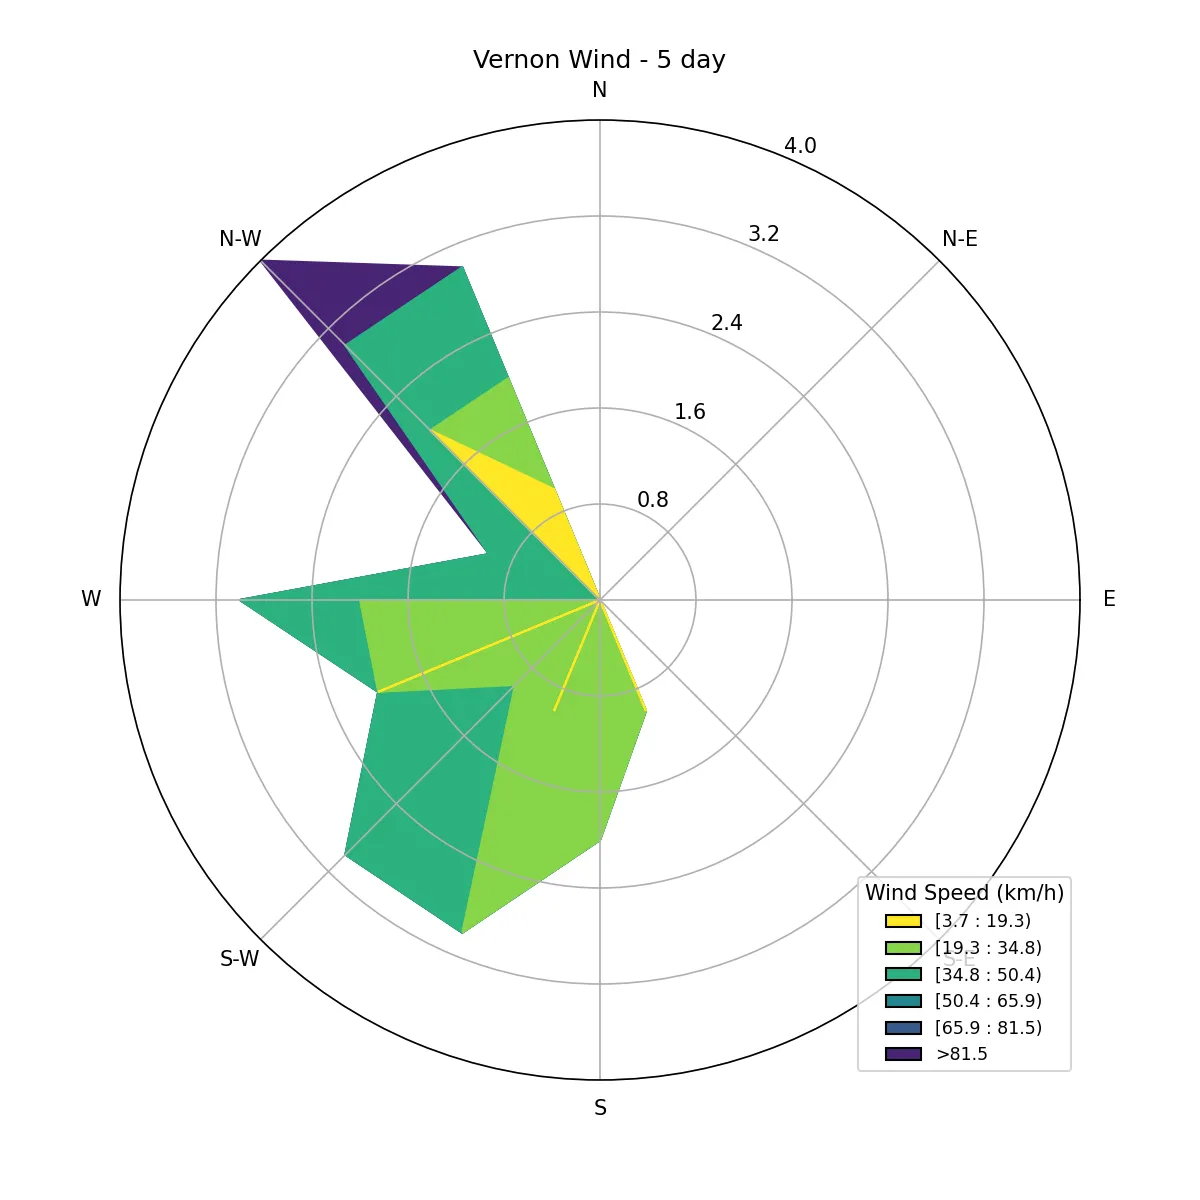 Vernon Wind - 5 day
N
4.0
N-W
3.2
N-E
2.4
1.6
0.8
W
E
S-W
S-E
S
Wind Speed (km/h)
[3.7 : 19.3)
[19.3 : 34.8)
[34.8 : 50.4)
[50.4 : 65.9)
[65.9 : 81.5)
>81.5